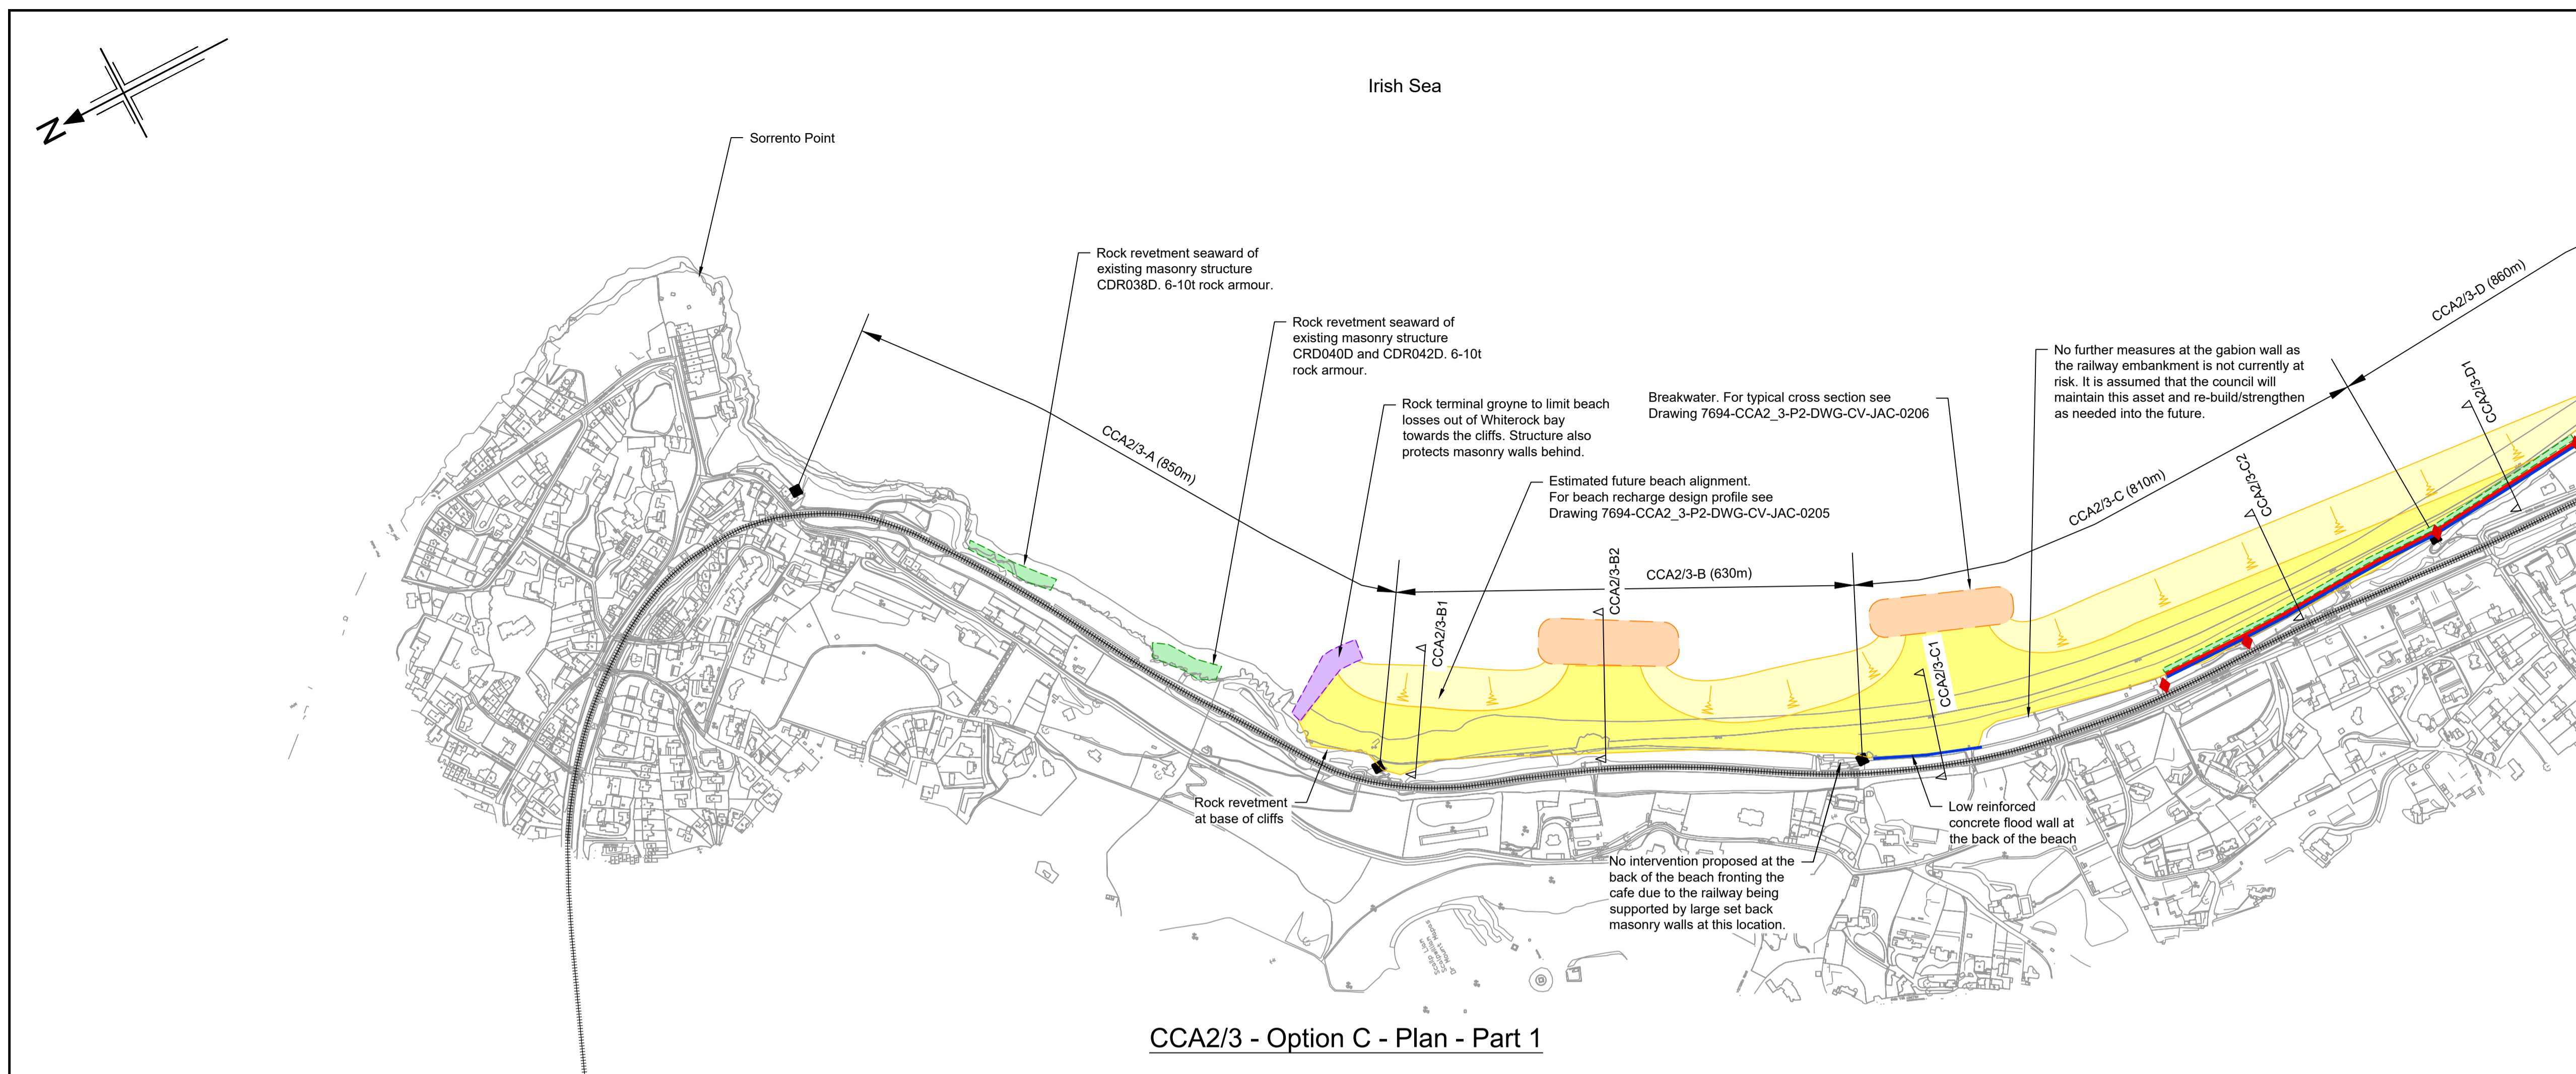 Irish Sea
N
Sorrento Point
Rock revetment seaward of
existing masonry structure
CDR038D. 6-10t rock armour.
Rock revetment seaward of
existing masonry structure
CRD040D and CDR042D. 6-10t
rock armour.
Rock terminal groyne to limit beach
losses out of Whiterock bay
towards the cliffs. Structure also
protects masonry walls behind.
Breakwater. For typical cross section see
Drawing 7694-CCA2_3-P2-DWG-CV-JAC-0206
Estimated future beach alignment.
For beach recharge design profile see
Drawing 7694-CCA2_3-P2-DWG-CV-JAC-0205
No further measures at the gabion wall as
the railway embankment is not currently at
risk. It is assumed that the council will
maintain this asset and re-build/strengthen
as needed into the future.
CCA2/3-A (850m)
CCA2/3-B (630m)
CCA2/3-C (810m)
CCA2/3-D (860m)
CCA2/3-B1
CCA2/3-B2
CCA2/3-C1
CCA2/3-C2
CCA2/3-D1
Rock revetment
at base of cliffs
Low reinforced
concrete flood wall at
the back of the beach
No intervention proposed at the
back of the beach fronting the
cafe due to the railway being
supported by large set back
masonry walls at this location.
CCA2/3 - Option C - Plan - Part 1